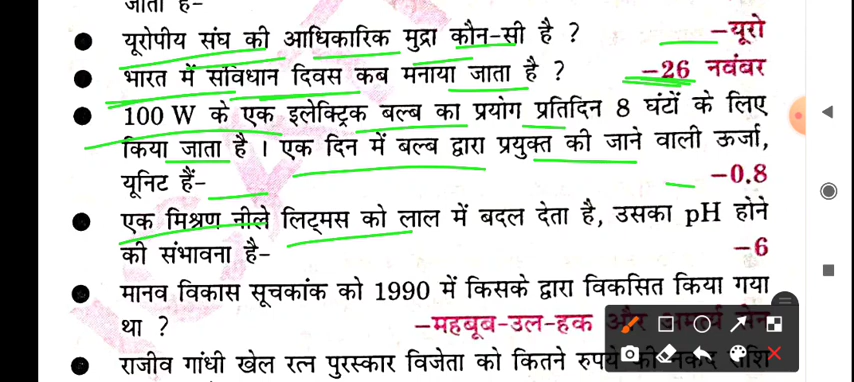 जाता ह-
● यूरोपीय संघ की आधिकारिक मुद्रा कौन-सी है ? -यूरो
● भारत में संविधान दिवस कब मनाया जाता है ? -26 नवंबर
● 100 W के एक इलेक्ट्रिक बल्ब का प्रयोग प्रतिदिन 8 घंटों के लिए
किया जाता है । एक दिन में बल्ब द्वारा प्रयुक्त की जाने वाली ऊर्जा,
यूनिट हैं- -0.8
● एक मिश्रण नीले लिट्मस को लाल में बदल देता है, उसका pH होने
की संभावना है- -6
● मानव विकास सूचकांक को 1990 में किसके द्वारा विकसित किया गया
था ? -महबूब-उल-हक और सेन
● राजीव गांधी खेल रत्न पुरस्कार विजेता को कितने रुपये की नकद राशि